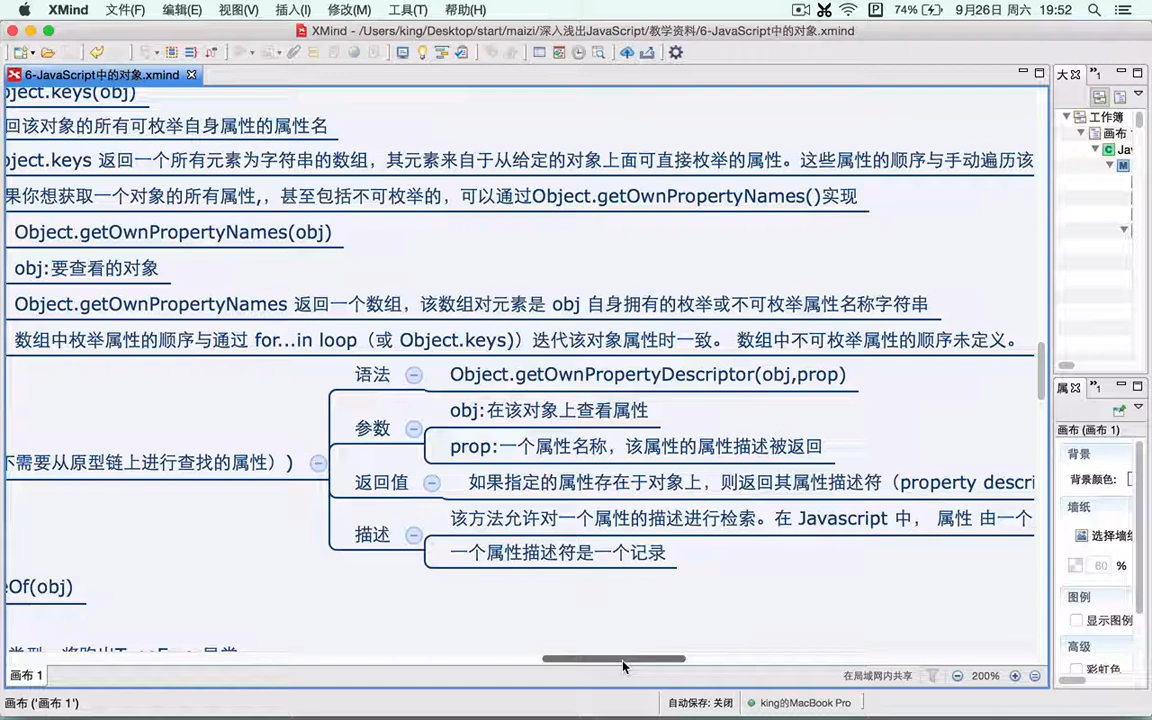 XMind 文件(F) 编辑(E) 视图(V) 插入(I) 修改(M) 工具(T) 帮助(H) 74% 9月26日 周六 19:52
XMind - /Users/king/Desktop/start/maizi/深入浅出JavaScript/教学资料/6-JavaScript中的对象.xmind
6-JavaScript中的对象.xmind
大
bject.keys(obj)
回该对象的所有可枚举自身属性的属性名
bject.keys 返回一个所有元素为字符串的数组，其元素来自于从给定的对象上面可直接枚举的属性。这些属性的顺序与手动遍历该
果你想获取一个对象的所有属性,，甚至包括不可枚举的，可以通过Object.getOwnPropertyNames()实现
Object.getOwnPropertyNames(obj)
obj:要查看的对象
Object.getOwnPropertyNames 返回一个数组，该数组对元素是 obj 自身拥有的枚举或不可枚举属性名称字符串
数组中枚举属性的顺序与通过 for...in loop（或 Object.keys)）迭代该对象属性时一致。 数组中不可枚举属性的顺序未定义。
语法
Object.getOwnPropertyDescriptor(obj,prop)
参数
obj:在该对象上查看属性
prop:一个属性名称，该属性的属性描述被返回
不需要从原型链上进行查找的属性））
返回值
如果指定的属性存在于对象上，则返回其属性描述符（property descri
描述
该方法允许对一个属性的描述进行检索。在 Javascript 中， 属性 由一个
一个属性描述符是一个记录
eOf(obj)
工作簿
画布
Ja
M
属
画布 (画布 1)
背景
背景颜色:
墙纸
选择墙纸
60 %
图例
显示图例
高级
彩虹色
画布 1
在局域网内共享
200%
画布 ('画布 1')
自动保存: 关闭
king的MacBook Pro